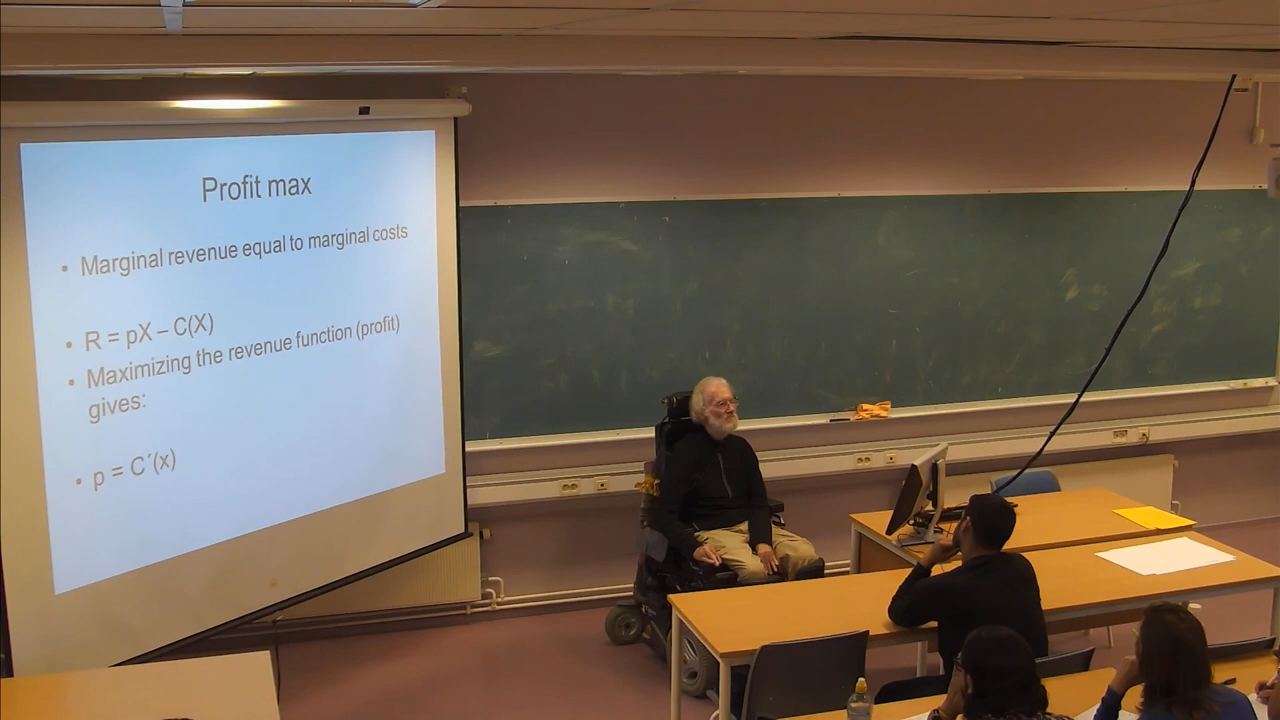 Profit max
• Marginal revenue equal to marginal costs
• R = pX – C(X)
• Maximizing the revenue function (profit)
gives:
• p = C´(x)